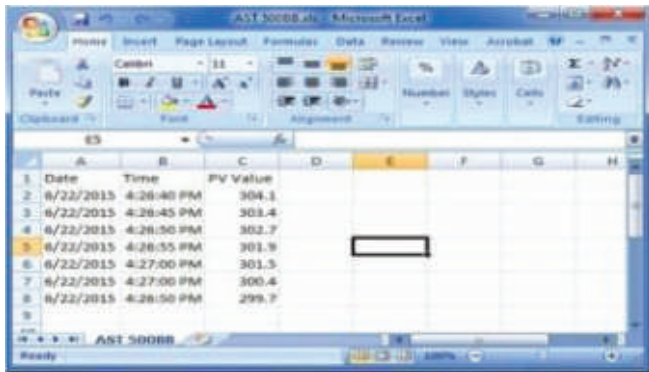 AST 500BB.xls - Microsoft Excel
Home Insert Page Layout Formulas Data Review View Acrobat
Calibri 11
Paste Number Styles Cells
Clipboard Font Alignment Editing
E5 fx
A B C D E F G H
1 Date Time PV Value
2 6/22/2015 4:26:40 PM 304.1
3 6/22/2015 4:26:45 PM 303.4
4 6/22/2015 4:26:50 PM 302.7
5 6/22/2015 4:26:55 PM 301.9
6 6/22/2015 4:27:00 PM 301.5
7 6/22/2015 4:27:00 PM 300.4
8 6/22/2015 4:26:50 PM 299.7
9
AST 500BB
Ready 100%